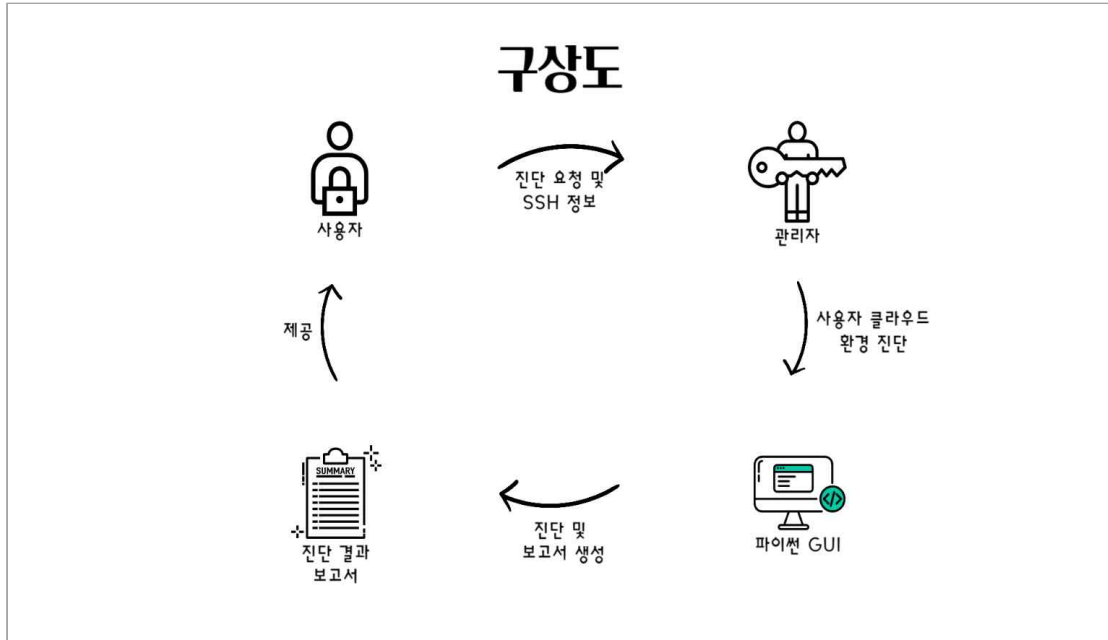 구상도
진단 요청 및
SSH 정보
사용자
관리자
제공
사용자 클라우드
환경 진단
SUMMARY
진단 결과
보고서
진단 및
보고서 생성
파이썬 GUI